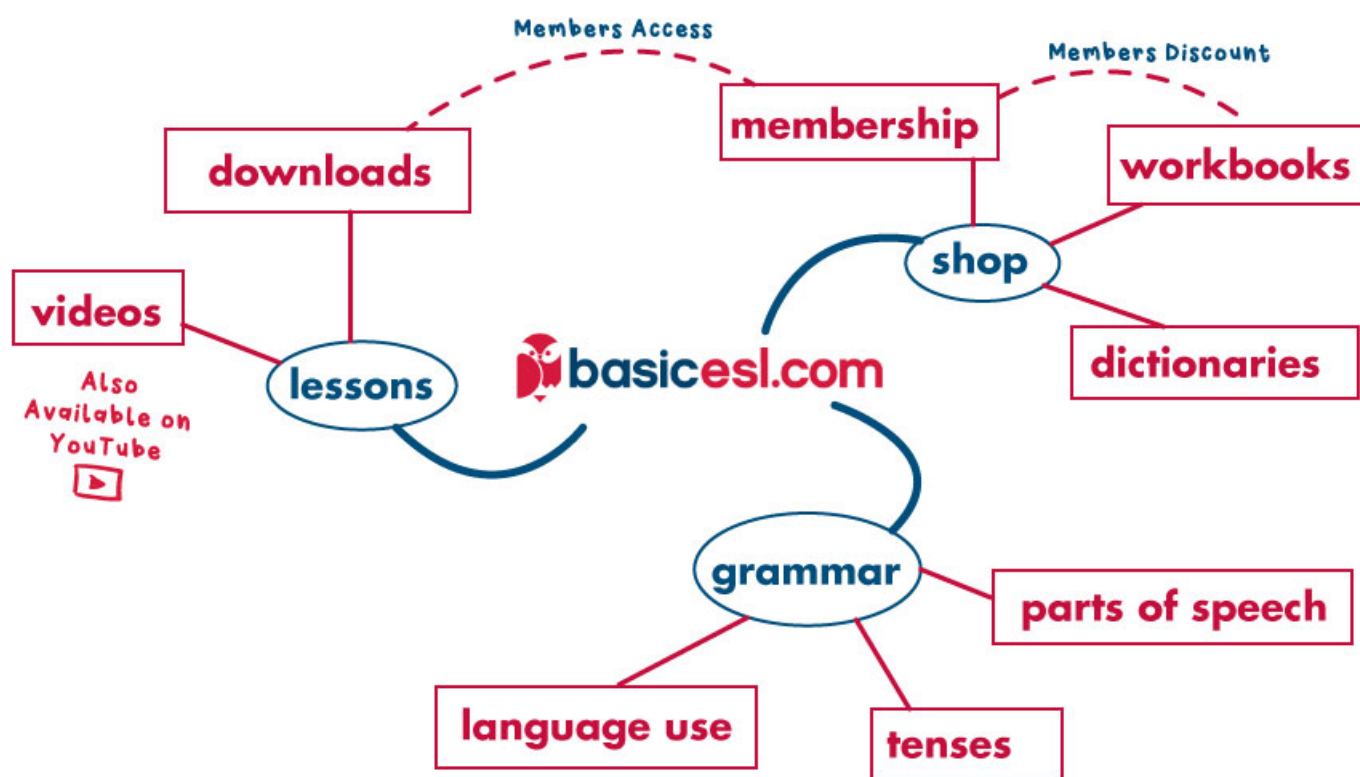 Members Access
Members Discount
membership
downloads
workbooks
shop
videos
dictionaries
basicesl.com
lessons
Also
Available on
YouTube
grammar
parts of speech
language use
tenses